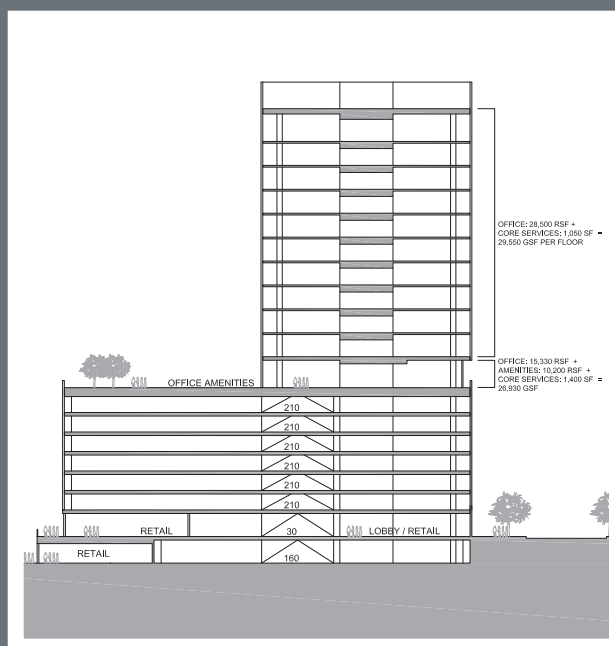 OFFICE: 28,500 RSF +
CORE SERVICES: 1,050 SF =
29,550 GSF PER FLOOR
OFFICE: 15,330 RSF +
AMENITIES: 10,200 RSF +
CORE SERVICES: 1,400 SF =
26,930 GSF
OFFICE AMENITIES
210
210
210
210
210
210
RETAIL
30
LOBBY / RETAIL
RETAIL
160